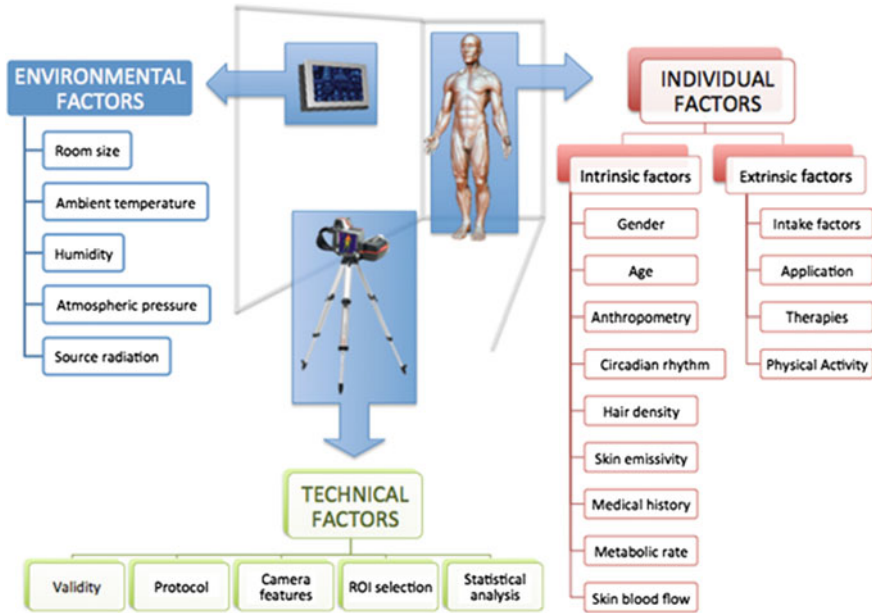 ENVIRONMENTAL
FACTORS
Room size
Ambient temperature
Humidity
Atmospheric pressure
Source radiation
INDIVIDUAL
FACTORS
Intrinsic factors
Gender
Age
Anthropometry
Circadian rhythm
Hair density
Skin emissivity
Medical history
Metabolic rate
Skin blood flow
Extrinsic factors
Intake factors
Application
Therapies
Physical Activity
TECHNICAL
FACTORS
Validity
Protocol
Camera
features
ROI selection
Statistical
analysis